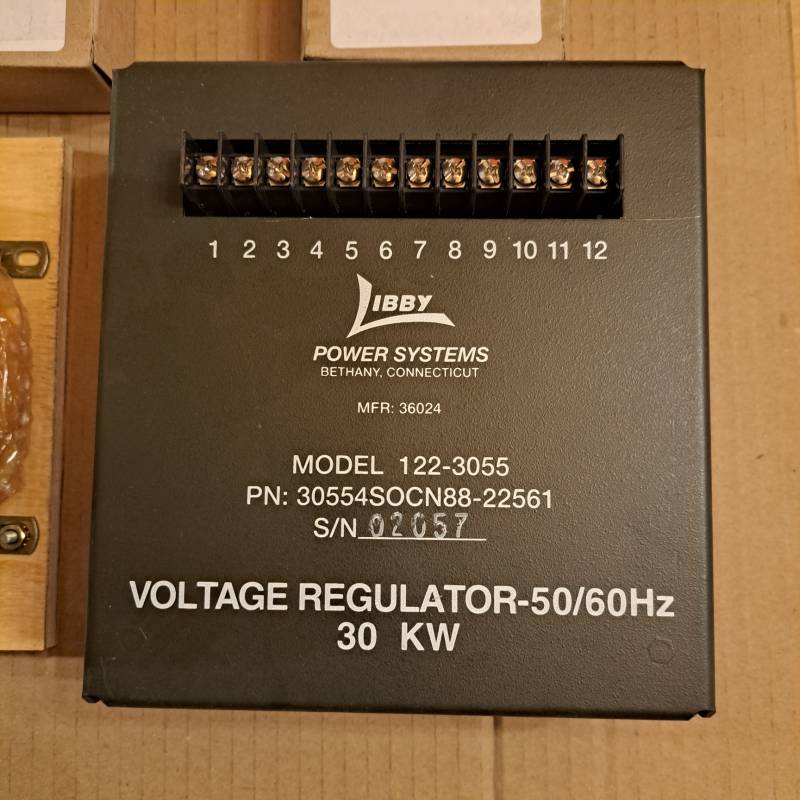 1 2 3 4 5 6 7 8 9 10 11 12
LIBBY
POWER SYSTEMS
BETHANY, CONNECTICUT
MFR: 36024
MODEL 122-3055
PN: 30554SOCN88-22561
S/N 02057
VOLTAGE REGULATOR-50/60Hz
30 KW